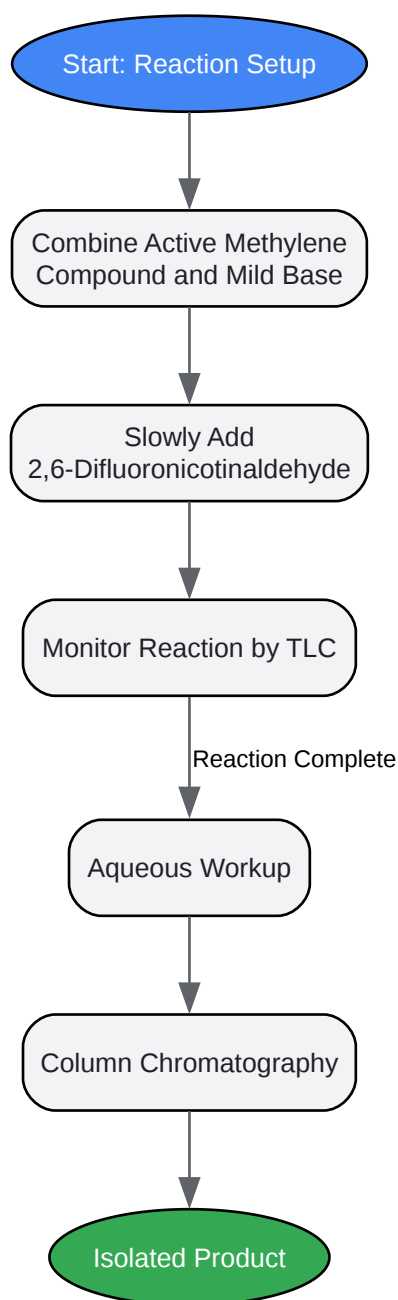 Start: Reaction Setup
Combine Active Methylene
Compound and Mild Base
Slowly Add
2,6-Difluoronicotinaldehyde
Monitor Reaction by TLC
Reaction Complete
Aqueous Workup
Column Chromatography
Isolated Product